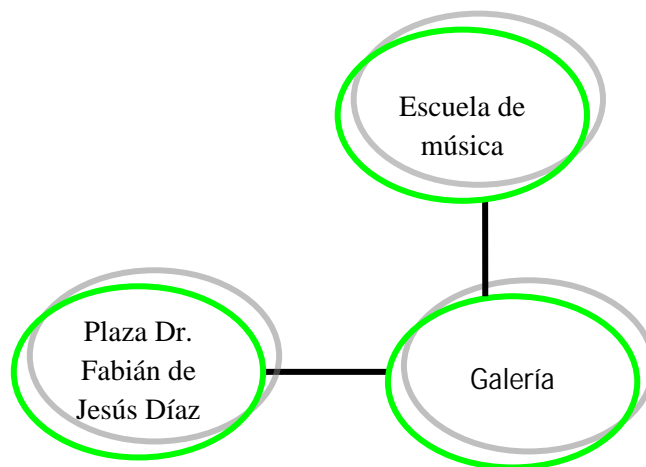 Escuela de
música
Plaza Dr.
Fabián de
Jesús Díaz
Galería